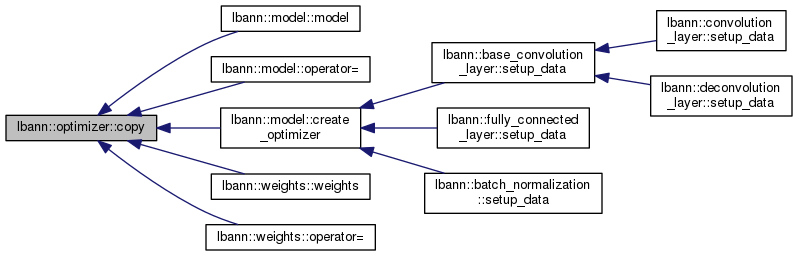 lbann::optimizer::copy
lbann::model::model
lbann::model::operator=
lbann::model::create
_optimizer
lbann::weights::weights
lbann::weights::operator=
lbann::base_convolution
_layer::setup_data
lbann::fully_connected
_layer::setup_data
lbann::batch_normalization
::setup_data
lbann::convolution
_layer::setup_data
lbann::deconvolution
_layer::setup_data